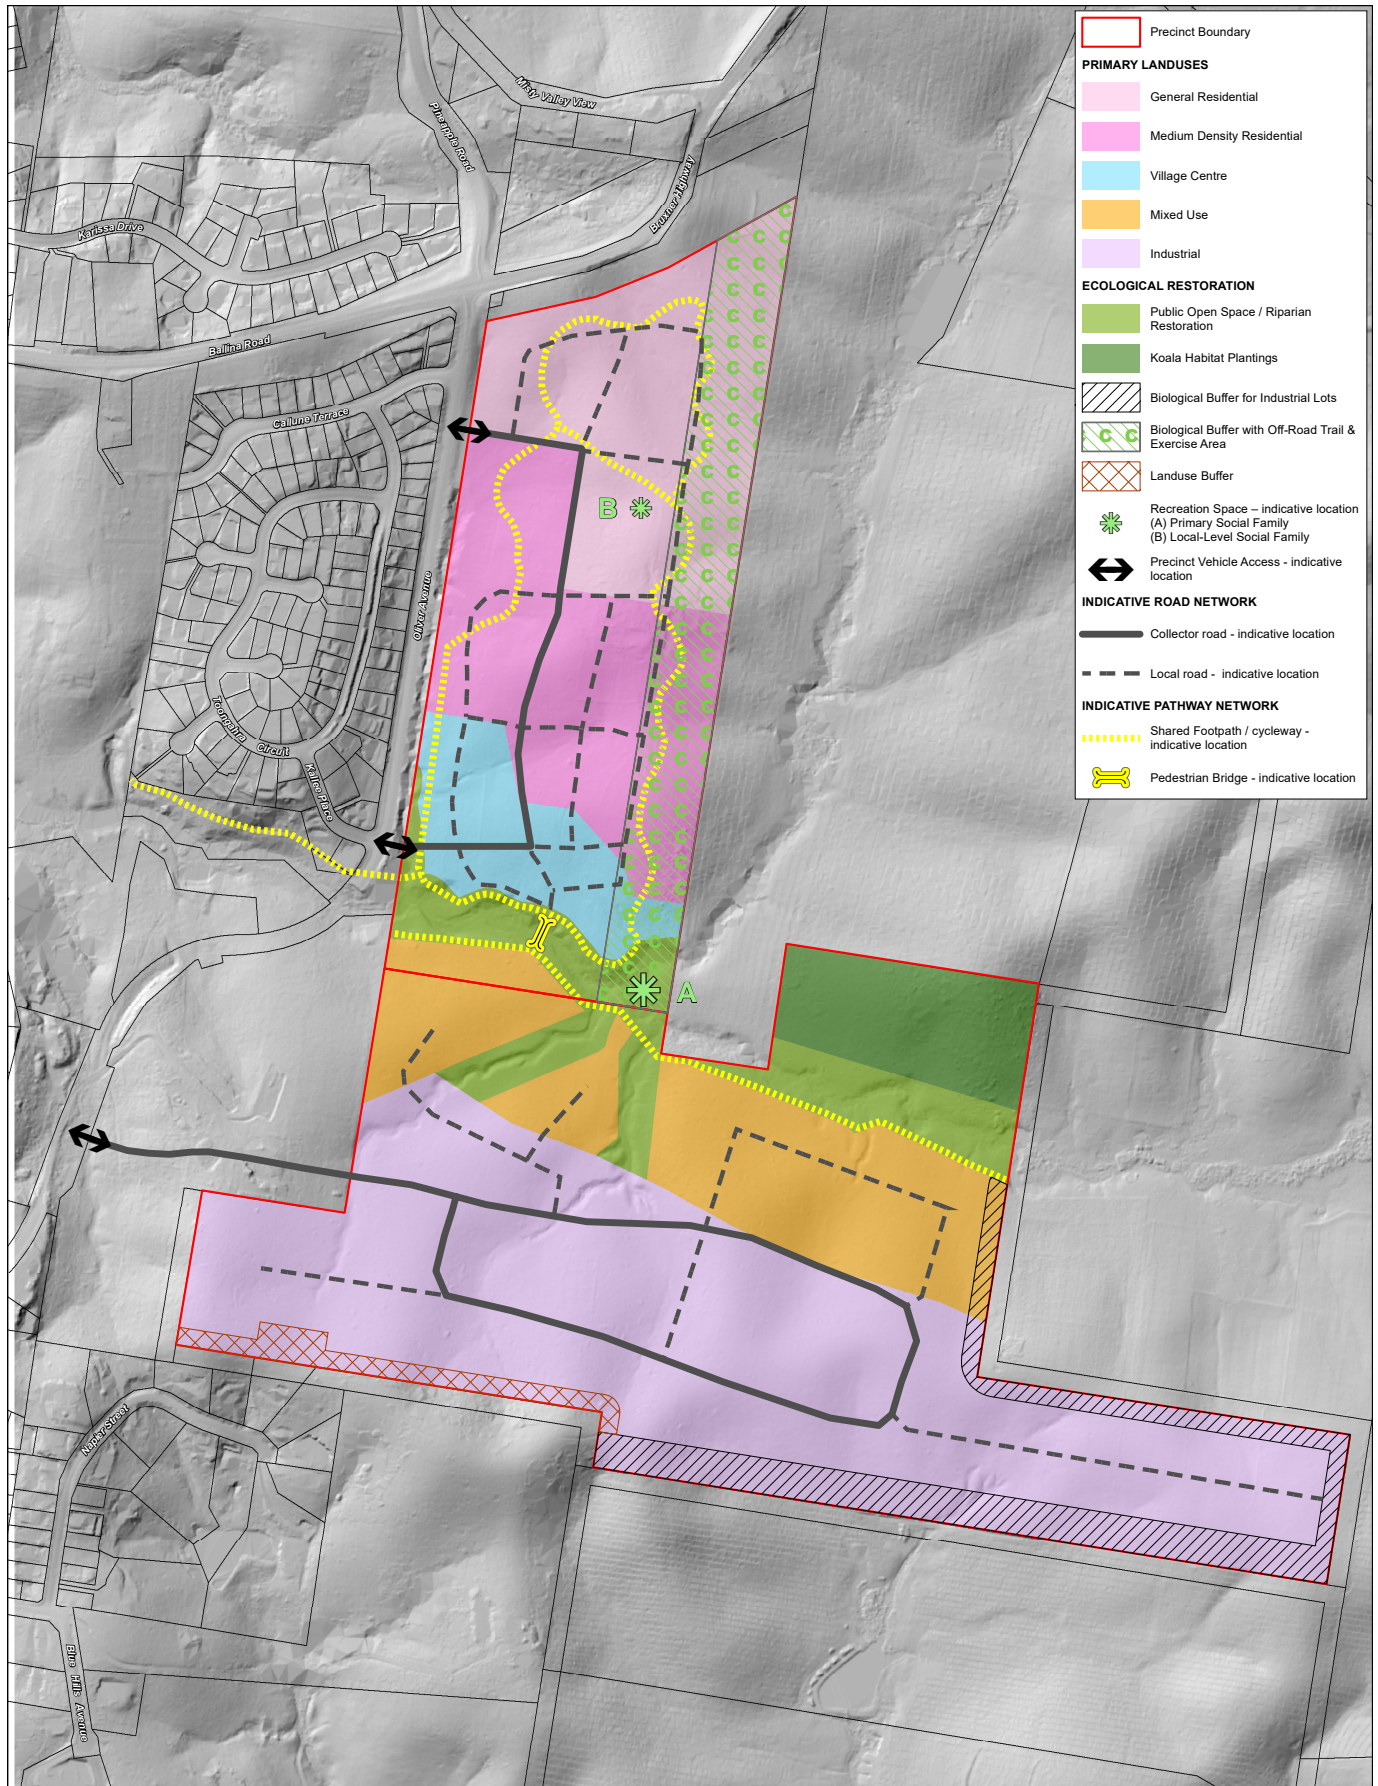 Precinct Boundary
PRIMARY LANDUSES
General Residential
Medium Density Residential
Village Centre
Mixed Use
Industrial
ECOLOGICAL RESTORATION
Public Open Space / Riparian
Restoration
Koala Habitat Plantings
Biological Buffer for Industrial Lots
C C C
Biological Buffer with Off-Road Trail &
Exercise Area
Landuse Buffer
Recreation Space – indicative location
(A) Primary Social Family
(B) Local-Level Social Family
Precinct Vehicle Access - indicative
location
INDICATIVE ROAD NETWORK
Collector road - indicative location
Local road - indicative location
INDICATIVE PATHWAY NETWORK
Shared Footpath / cycleway -
indicative location
Pedestrian Bridge - indicative location
Misty Valley View
Pineapple Road
Bruxner Highway
Karissa Drive
Ballina Road
Callune Terrace
Oliver Avenue
B
Toongahra
Circuit
Kallee Place
A
Napier Street
Blue Hills Avenue